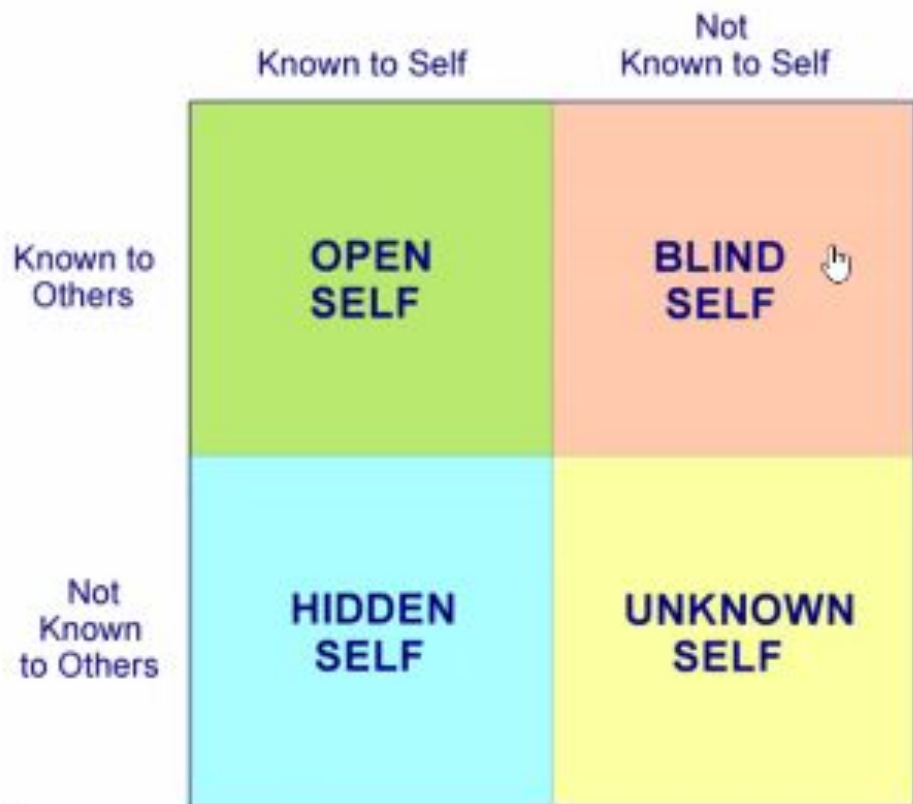 Known to Self
Not
Known to Self
Known to
Others
OPEN
SELF
BLIND
SELF
Not
Known
to Others
HIDDEN
SELF
UNKNOWN
SELF